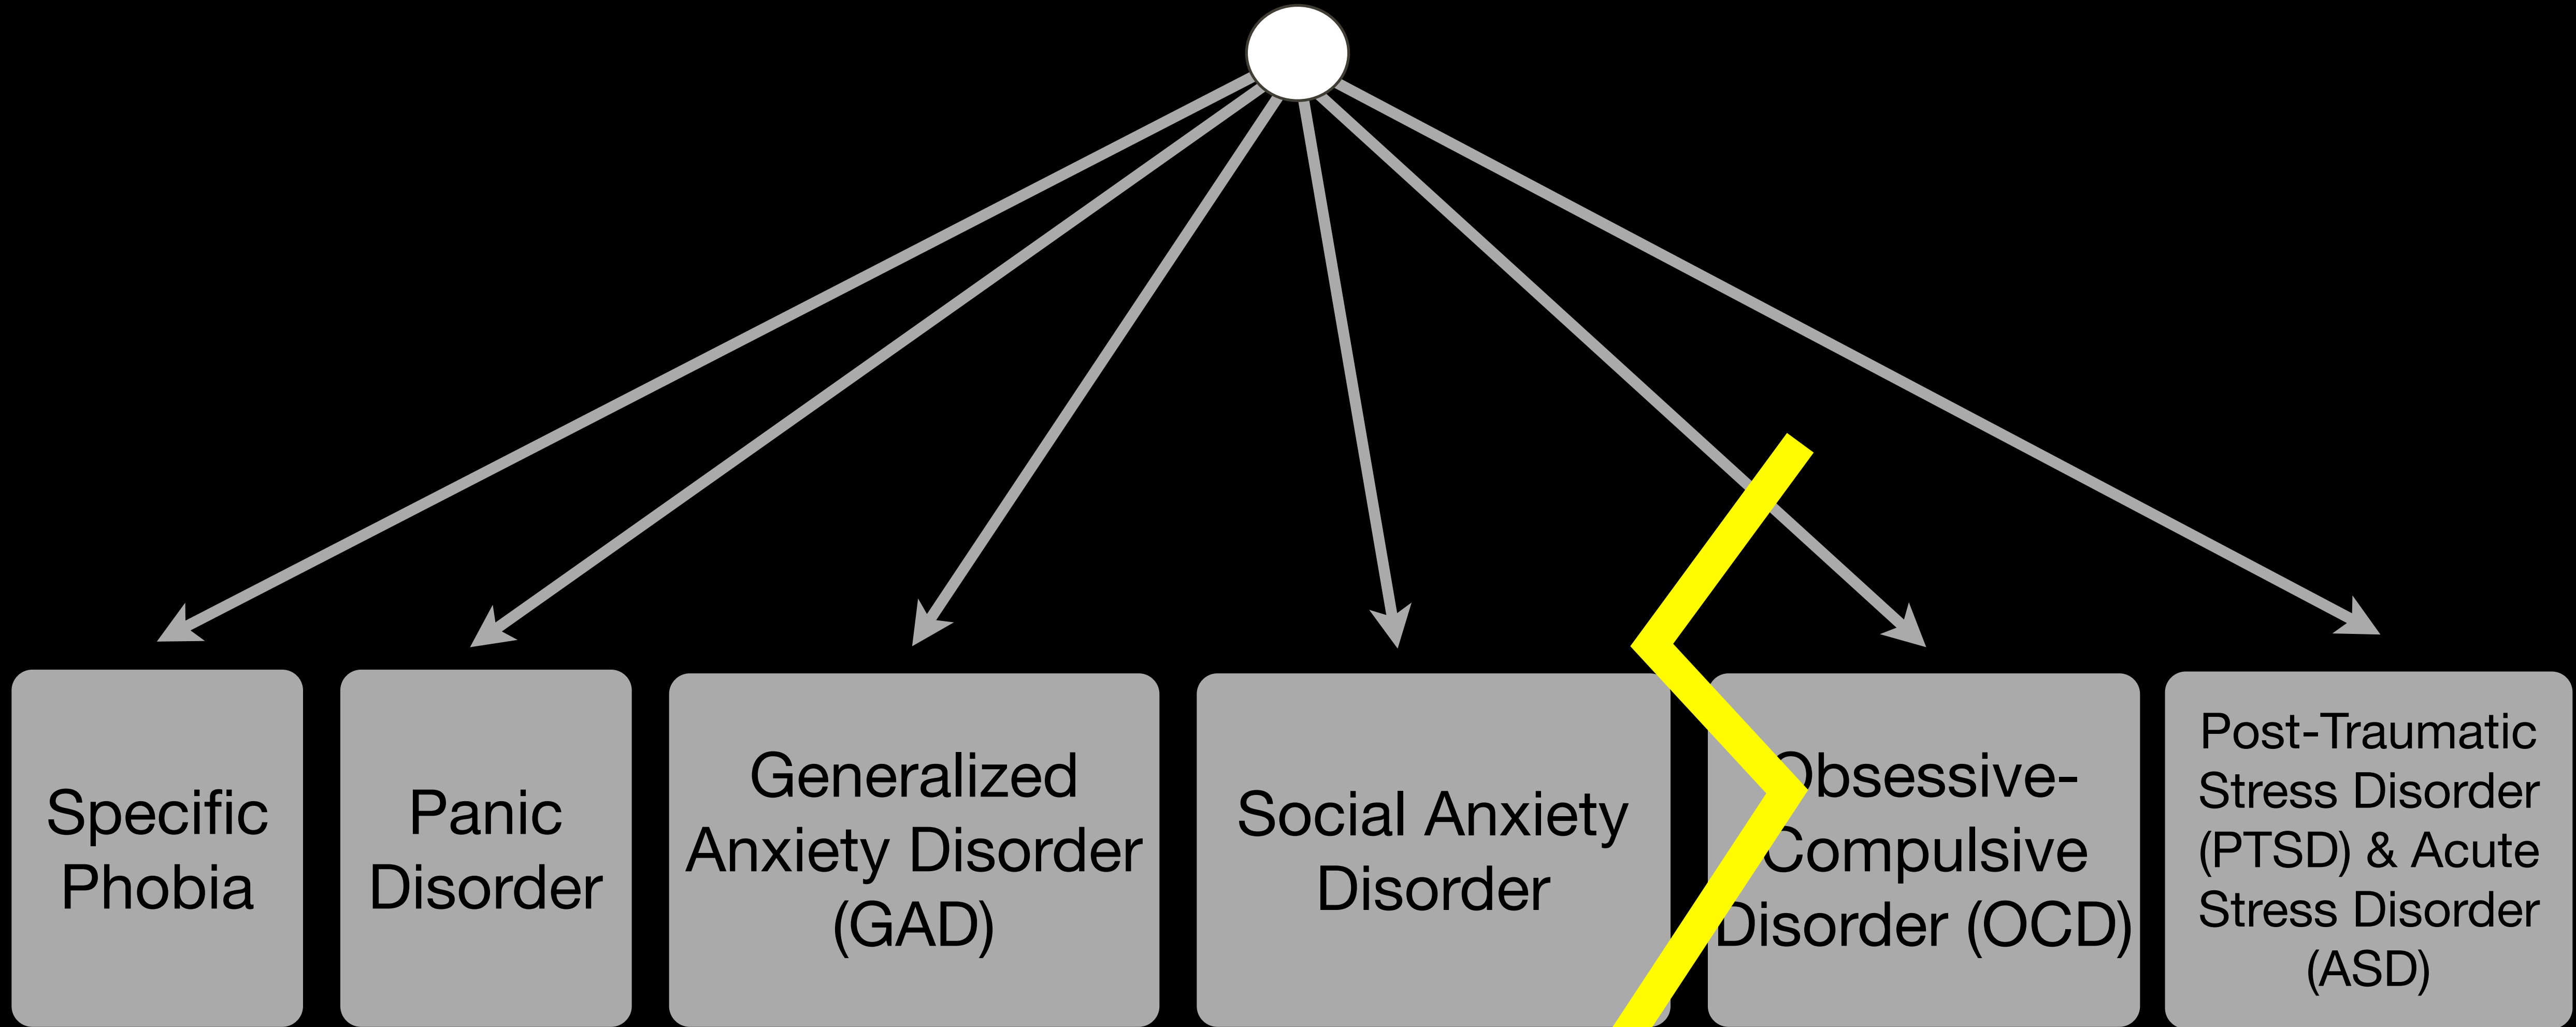 Specific
Phobia
Panic
Disorder
Generalized
Anxiety Disorder
(GAD)
Social Anxiety
Disorder
Obsessive-
Compulsive
Disorder (OCD)
Post-Traumatic
Stress Disorder
(PTSD) & Acute
Stress Disorder
(ASD)